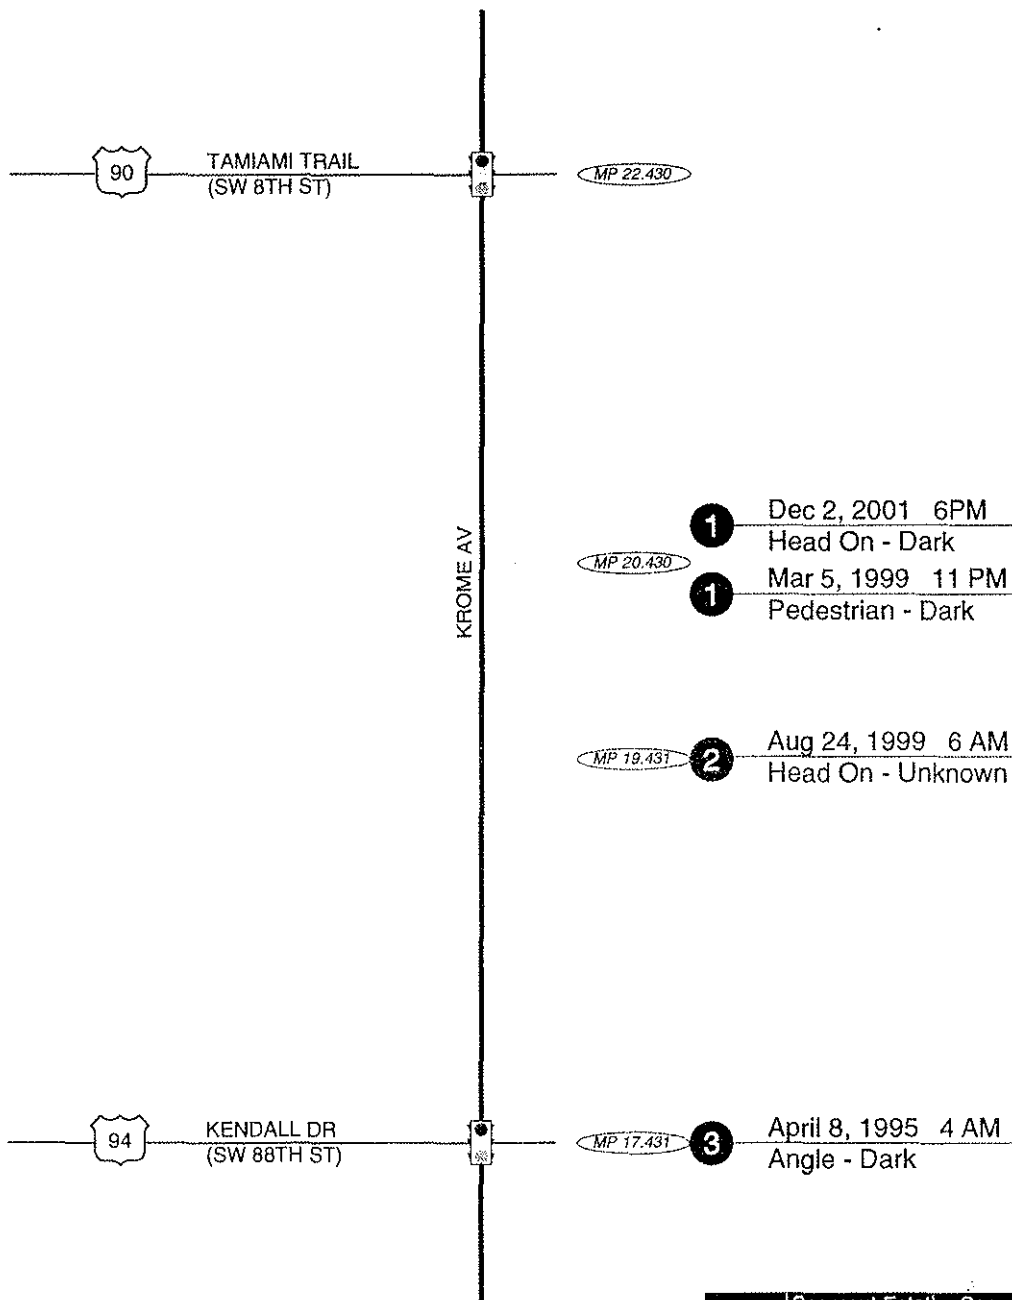 90
TAMIAMI TRAIL
(SW 8TH ST)
MP 22.430
KROME AV
1
Dec 2, 2001 6PM
Head On - Dark
MP 20.430
1
Mar 5, 1999 11 PM
Pedestrian - Dark
MP 19.431
2
Aug 24, 1999 6 AM
Head On - Unknown
94
KENDALL DR
(SW 88TH ST)
MP 17.431
3
April 8, 1995 4 AM
Angle - Dark